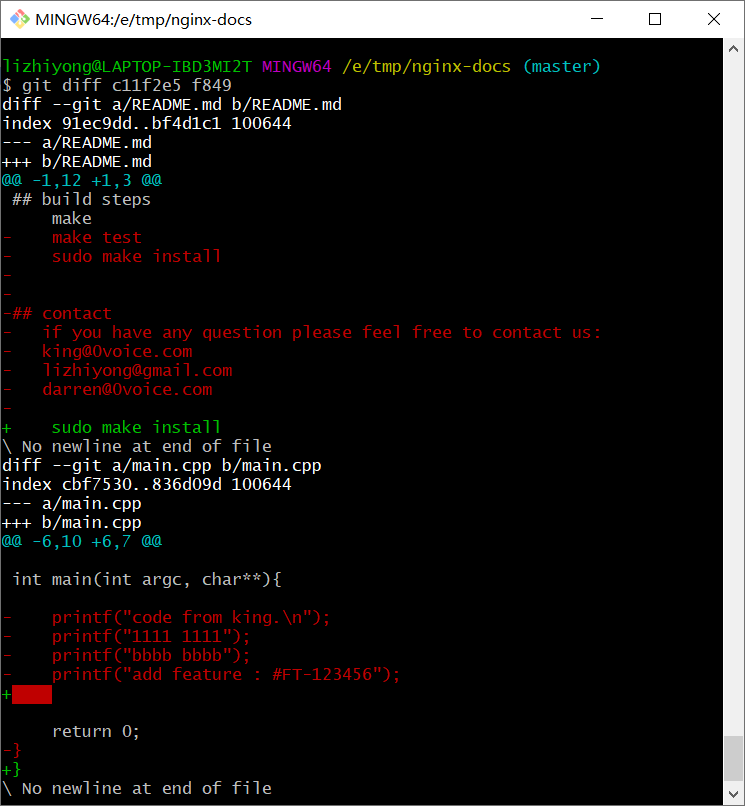 MINGW64:/e/tmp/nginx-docs
lizhiyong@LAPTOP-IBD3MI2T MINGW64 /e/tmp/nginx-docs (master)
$ git diff c11f2e5 f849
diff --git a/README.md b/README.md
index 91ec9dd..bf4d1c1 100644
--- a/README.md
+++ b/README.md
@@ -1,12 +1,3 @@
 ## build steps
     make
-    make test
-    sudo make install
-
-
-## contact
-   if you have any question please feel free to contact us:
-   king@0voice.com
-   lizhiyong@gmail.com
-   darren@0voice.com
-
+    sudo make install
\ No newline at end of file
diff --git a/main.cpp b/main.cpp
index cbf7530..836d09d 100644
--- a/main.cpp
+++ b/main.cpp
@@ -6,10 +6,7 @@

 int main(int argc, char**){

-    printf("code from king.\n");
-    printf("1111 1111");
-    printf("bbbb bbbb");
-    printf("add feature : #FT-123456");
+

     return 0;
-}
+}
\ No newline at end of file